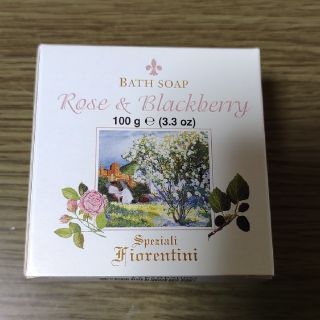 BATH SOAP
Rose & Blackberry
100 g ℮ (3.3 oz)
Speziali
Fiorentini